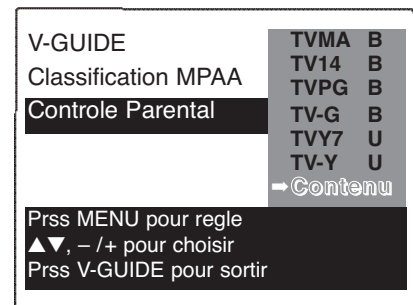 V-GUIDE
Classification MPAA
Controle Parental
TVMA B
TV14 B
TVPG B
TV-G B
TVY7 U
TV-Y U
➡Contenu
Prss MENU pour regle
▲▼, – /+ pour choisir
Prss V-GUIDE pour sortir